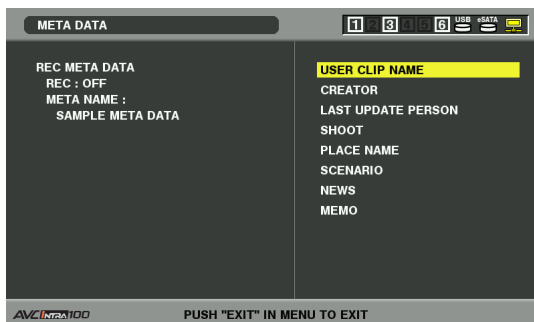 META DATA
1 2 3 4 5 6 USB eSATA
REC META DATA
REC : OFF
META NAME :
SAMPLE META DATA
USER CLIP NAME
CREATOR
LAST UPDATE PERSON
SHOOT
PLACE NAME
SCENARIO
NEWS
MEMO
AVC INTRA 100
PUSH "EXIT" IN MENU TO EXIT